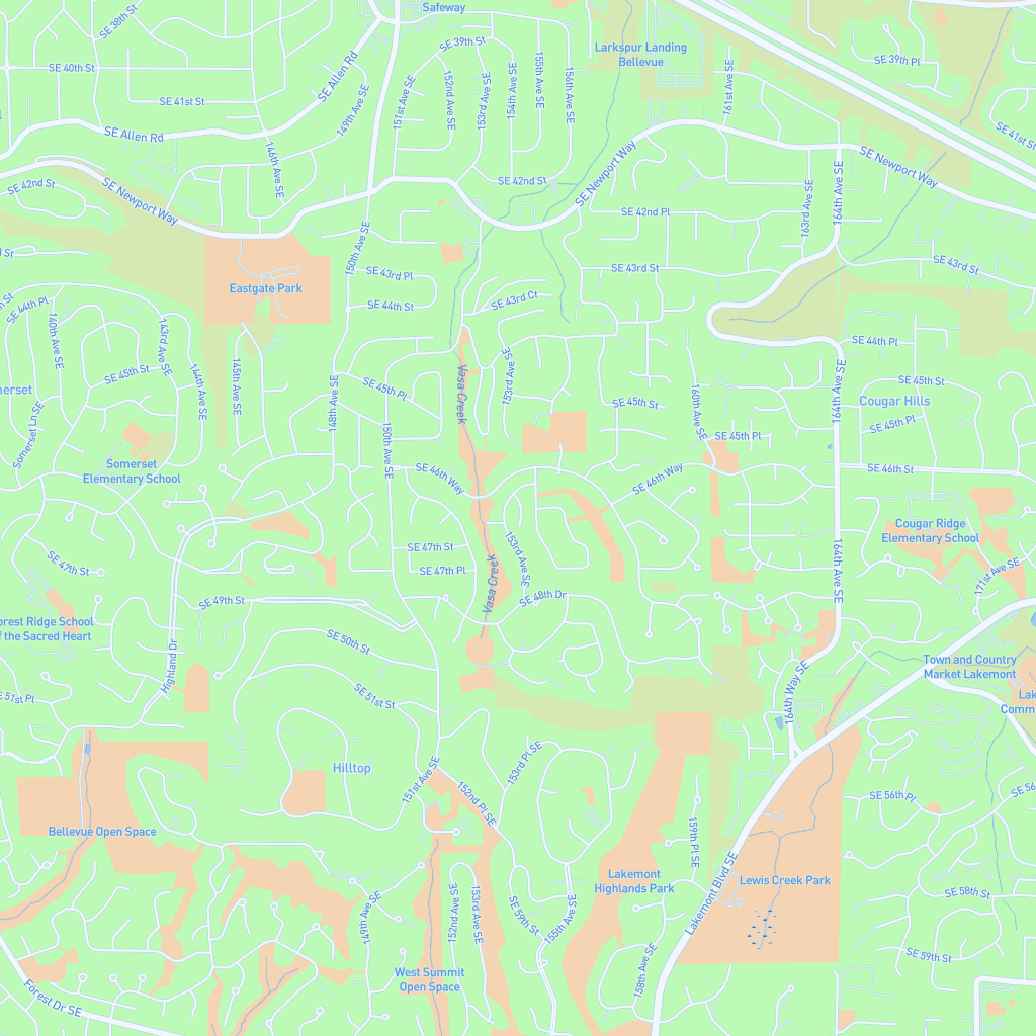 Safeway
SE 38th St
SE 39th St
Larkspur Landing
Bellevue
SE 39th Pl
SE 40th St
SE Allen Rd
151st Ave SE
152nd Ave SE
153rd Ave SE
154th Ave SE
155th Ave SE
156th Ave SE
161st Ave SE
SE 41st St
149th Ave SE
SE 41st St
SE Allen Rd
146th Ave SE
SE Newport Way
SE Newport Way
164th Ave SE
SE 42nd St
SE Newport Way
SE 42nd St
163rd Ave SE
SE 42nd Pl
150th Ave SE
SE 43rd St
SE 43rd Pl
SE 43rd St
Eastgate Park
SE 44th Pl
SE 44th St
SE 43rd Ct
140th Ave SE
143rd Ave SE
SE 44th Pl
145th Ave SE
144th Ave SE
SE 45th St
148th Ave SE
SE 45th Pl
Vasa Creek
153rd Ave SE
SE 45th St
160th Ave SE
164th Ave SE
SE 45th St
Cougar Hills
SE 45th Pl
Somerset Ln SE
150th Ave SE
SE 45th Pl
Somerset
Elementary School
SE 46th Way
SE 46th Way
SE 46th St
Cougar Ridge
Elementary School
SE 47th St
SE 47th St
SE 47th Pl
153rd Ave SE
Vasa Creek
164th Ave SE
171st Ave SE
SE 49th St
SE 48th Dr
orest Ridge School
f the Sacred Heart
SE 50th St
Highland Dr
SE 51st St
164th Way SE
Town and Country
Market Lakemont
SE 51st Pl
Hilltop
151st Ave SE
152nd Pl SE
153rd Pl SE
159th Pl SE
SE 56th Pl
SE 56
Bellevue Open Space
Lakemont
Highlands Park
Lakemont Blvd SE
Lewis Creek Park
SE 58th St
149th Ave SE
152nd Ave SE
153rd Ave SE
SE 59th St
155th Ave SE
SE 59th St
158th Ave SE
West Summit
Open Space
Forest Dr SE